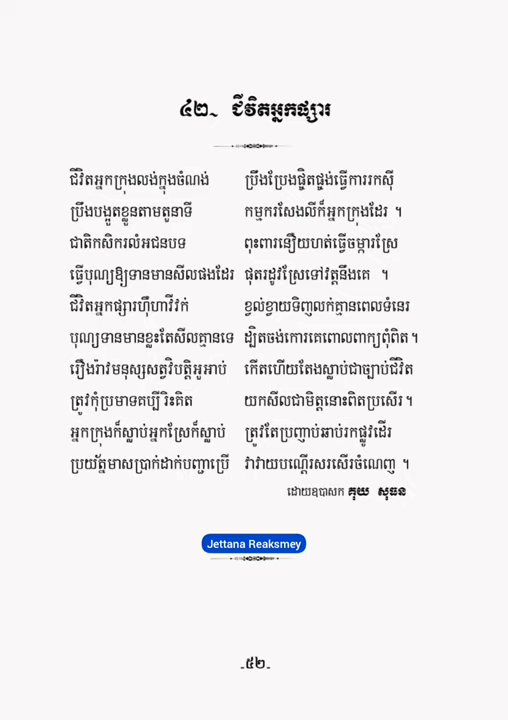 ៤២~ ជីវិតអ្នកផ្សារ
ជីវិតអ្នកក្រុងលង់ក្នុងចំណង់ ប្រឹងប្រែងផ្ចិតផ្ចង់ធ្វើការរកស៊ី
ប្រឹងបង្អួតខ្លួនតាមតួនាទី កម្មករសែងលីក៏អ្នកក្រុងដែរ ។
ជាតិកសិករលំអជនបទ ពុះពារនឿយហត់ធ្វើចម្ការស្រែ
ធ្វើបុណ្យឱ្យទានមានសីលផងដែរ ផុតរដូវស្រែទៅវត្តនឹងគេ ។
ជីវិតអ្នកផ្សារហ៊ឺហាវីវក់ ខ្វល់ខ្វាយទិញលក់គ្មានពេលទំនេរ
បុណ្យទានមានខ្លះតែសីលគ្មានទេ ដ្បិតចង់កោរគេពោលពាក្យពុំពិត។
រឿងរ៉ាវមនុស្សសត្វវិបត្តិអួអាប់ កើតហើយតែងស្លាប់ជាច្បាប់ជីវិត
ត្រូវកុំប្រមាទគប្បីរិះគិត យកសីលជាមិត្តនោះពិតប្រសើរ។
អ្នកក្រុងក៏ស្លាប់អ្នកស្រែក៏ស្លាប់ ត្រូវតែប្រញាប់ឆាប់រកផ្លូវដើរ
ប្រយ័ត្នមាសប្រាក់ដាក់បញ្ជាប្រើ វាវាយបណ្ដើរសរសើរចំណេញ ។
ដោយឧបាសក គុយ សុធន
Jettana Reaksmey
-៥២-